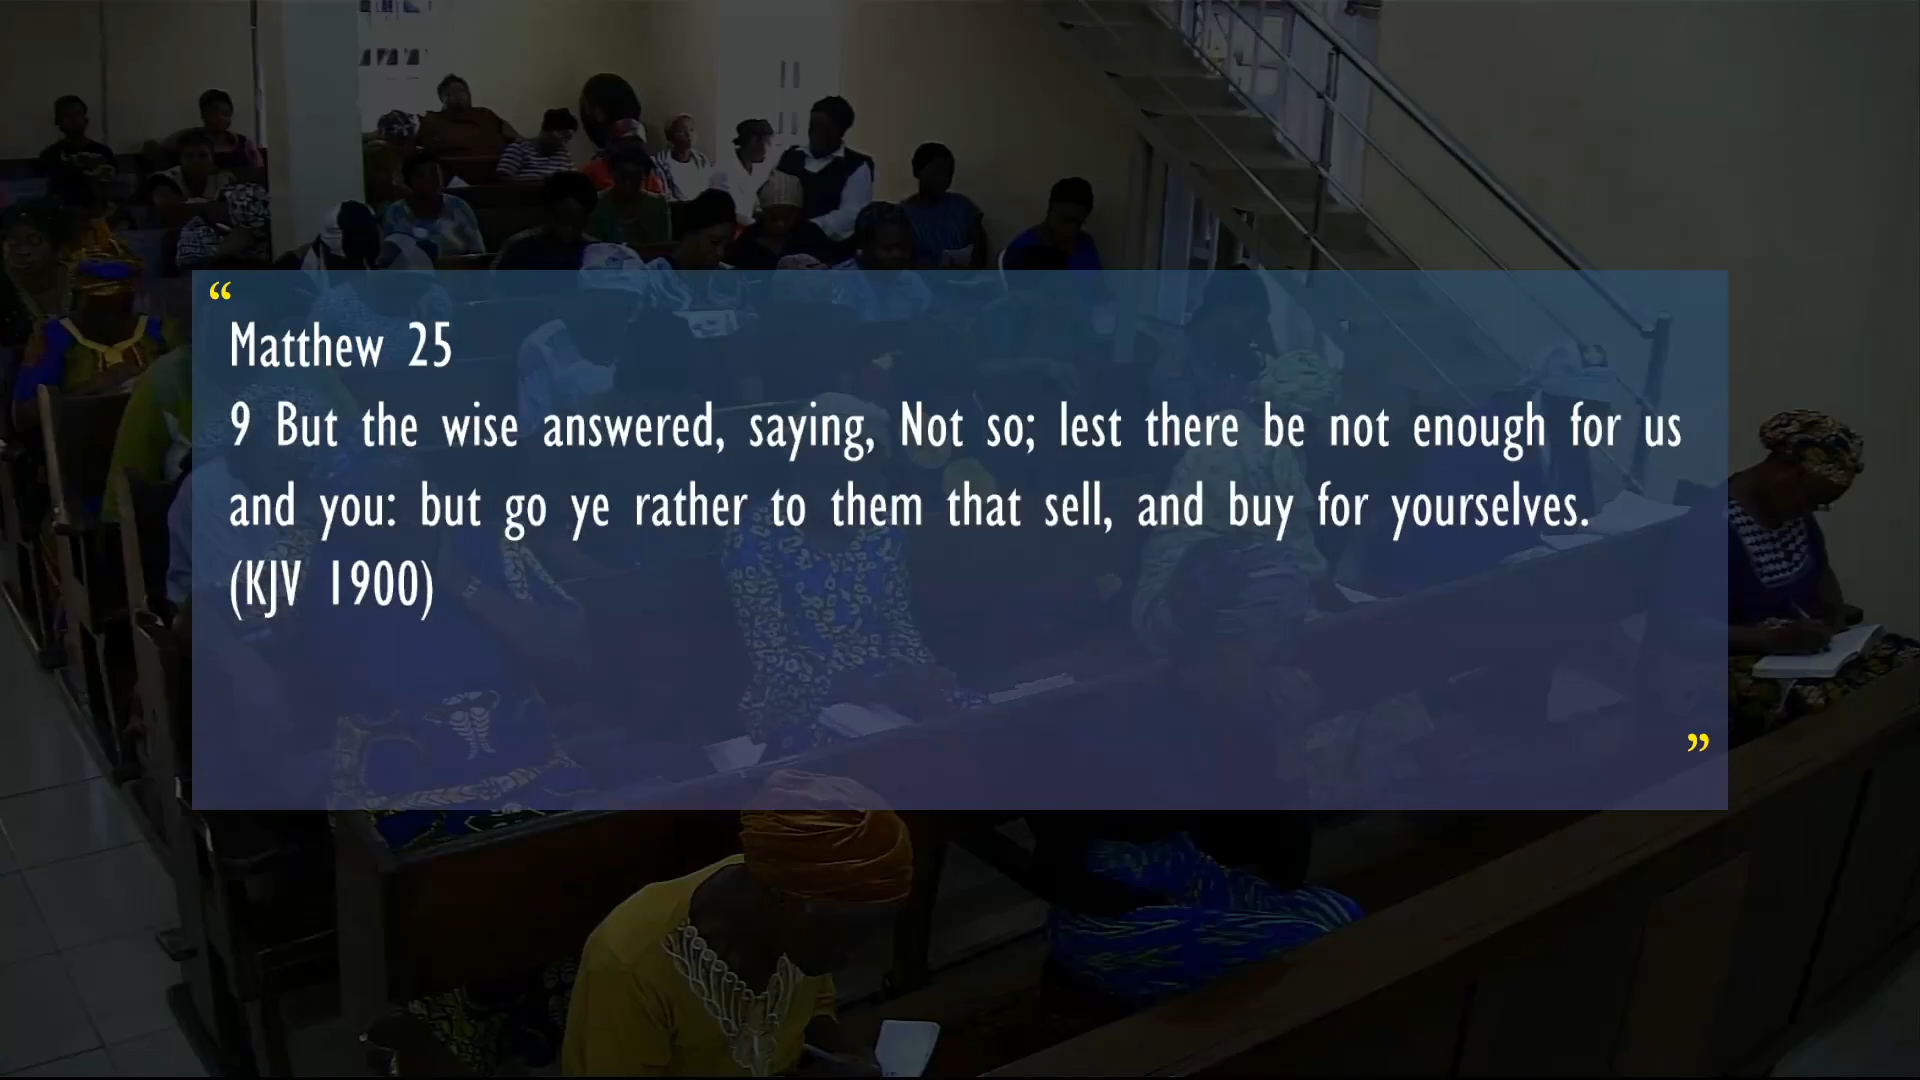 “
Matthew 25
9 But the wise answered, saying, Not so; lest there be not enough for us
and you: but go ye rather to them that sell, and buy for yourselves.
(KJV 1900)
”